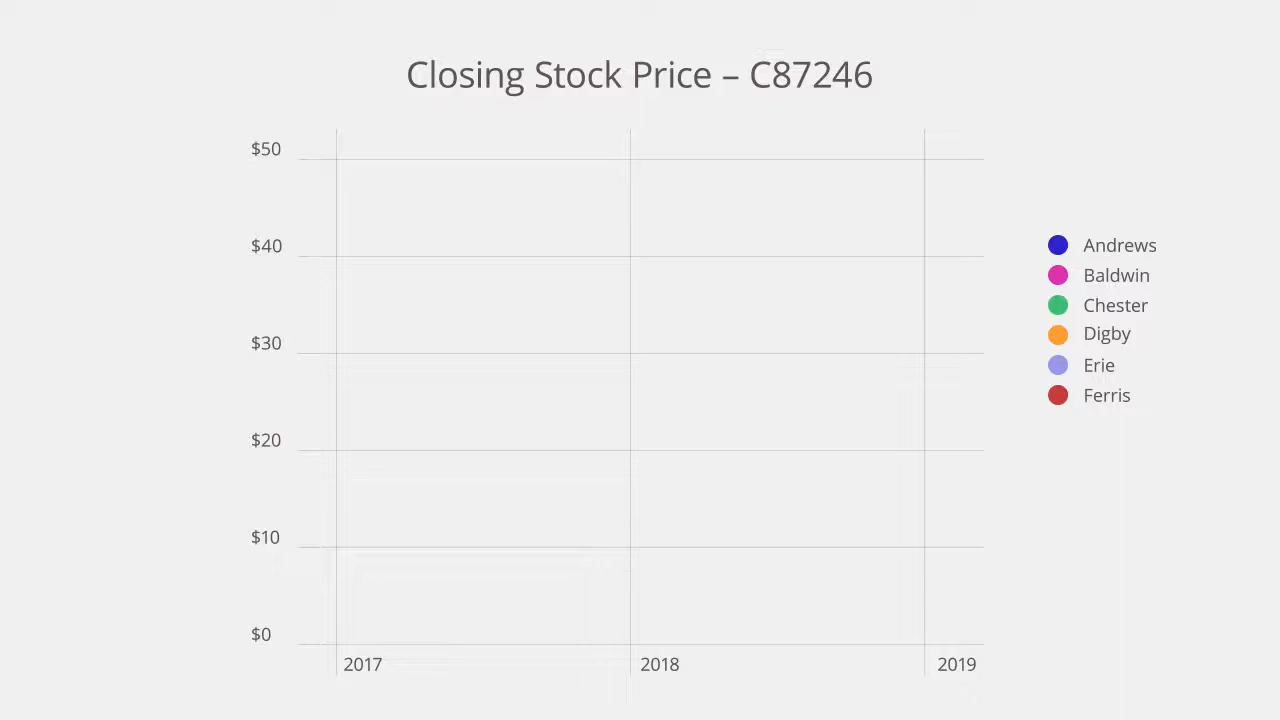 Closing Stock Price – C87246
$50
$40
$30
$20
$10
$0
2017 2018 2019
Andrews
Baldwin
Chester
Digby
Erie
Ferris